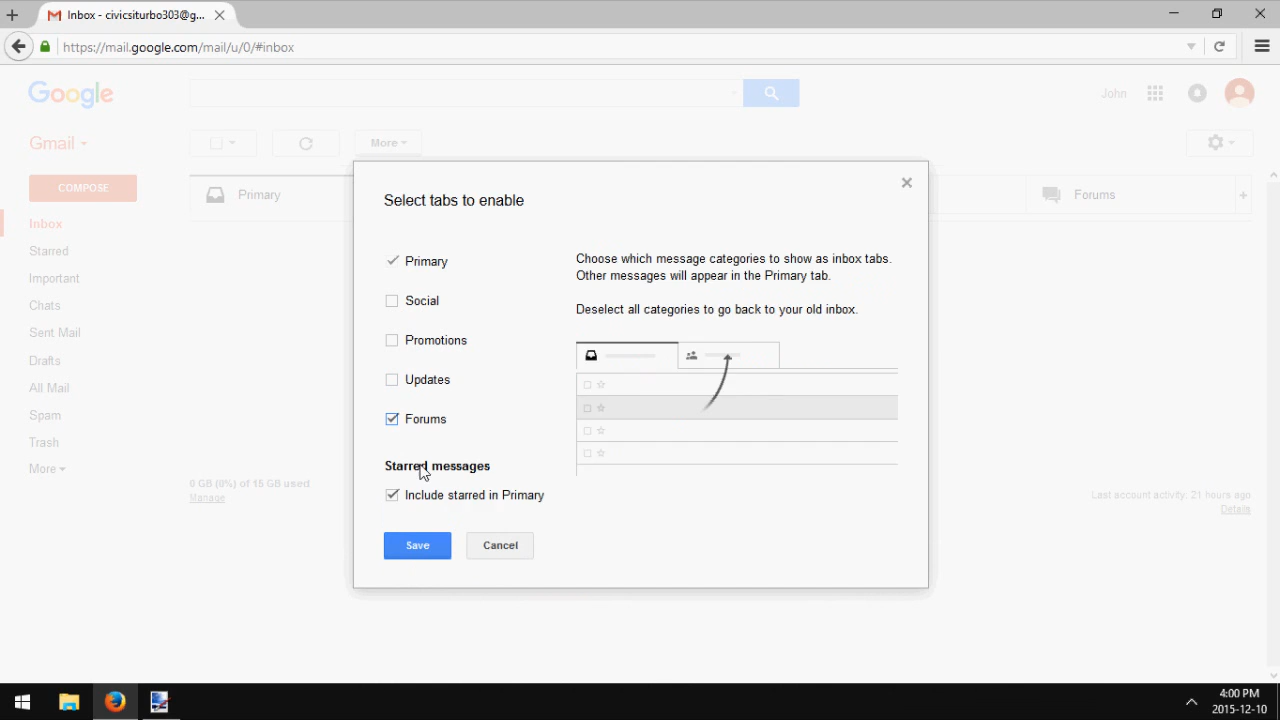 Inbox - civicsiturbo303@g...
https://mail.google.com/mail/u/0/#inbox
Google
John
Gmail
More
COMPOSE
Primary
Forums
Inbox
Starred
Important
Chats
Sent Mail
Drafts
All Mail
Spam
Trash
More
0 GB (0%) of 15 GB used
Manage
Last account activity: 21 hours ago
Details
Select tabs to enable
Primary
Social
Promotions
Updates
Forums
Starred messages
Include starred in Primary
Save
Cancel
Choose which message categories to show as inbox tabs.
Other messages will appear in the Primary tab.
Deselect all categories to go back to your old inbox.
4:00 PM
2015-12-10